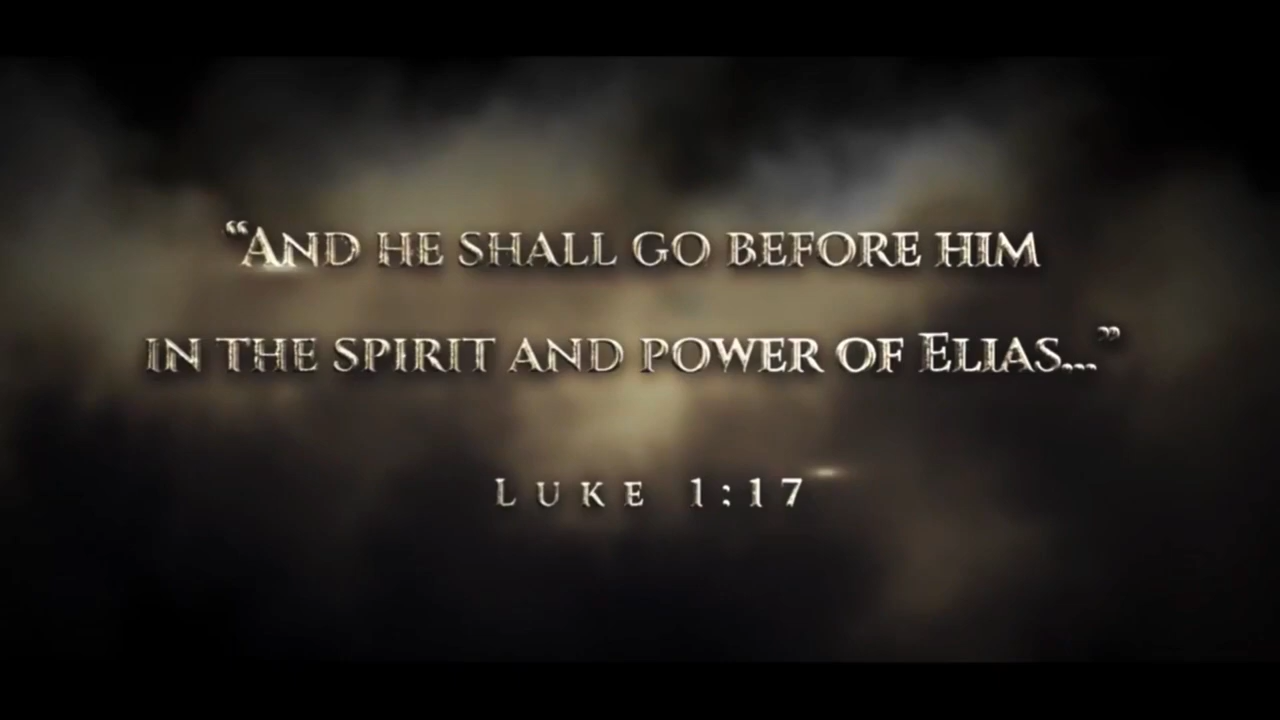 “And he shall go before him
in the spirit and power of Elias...”
Luke 1:17